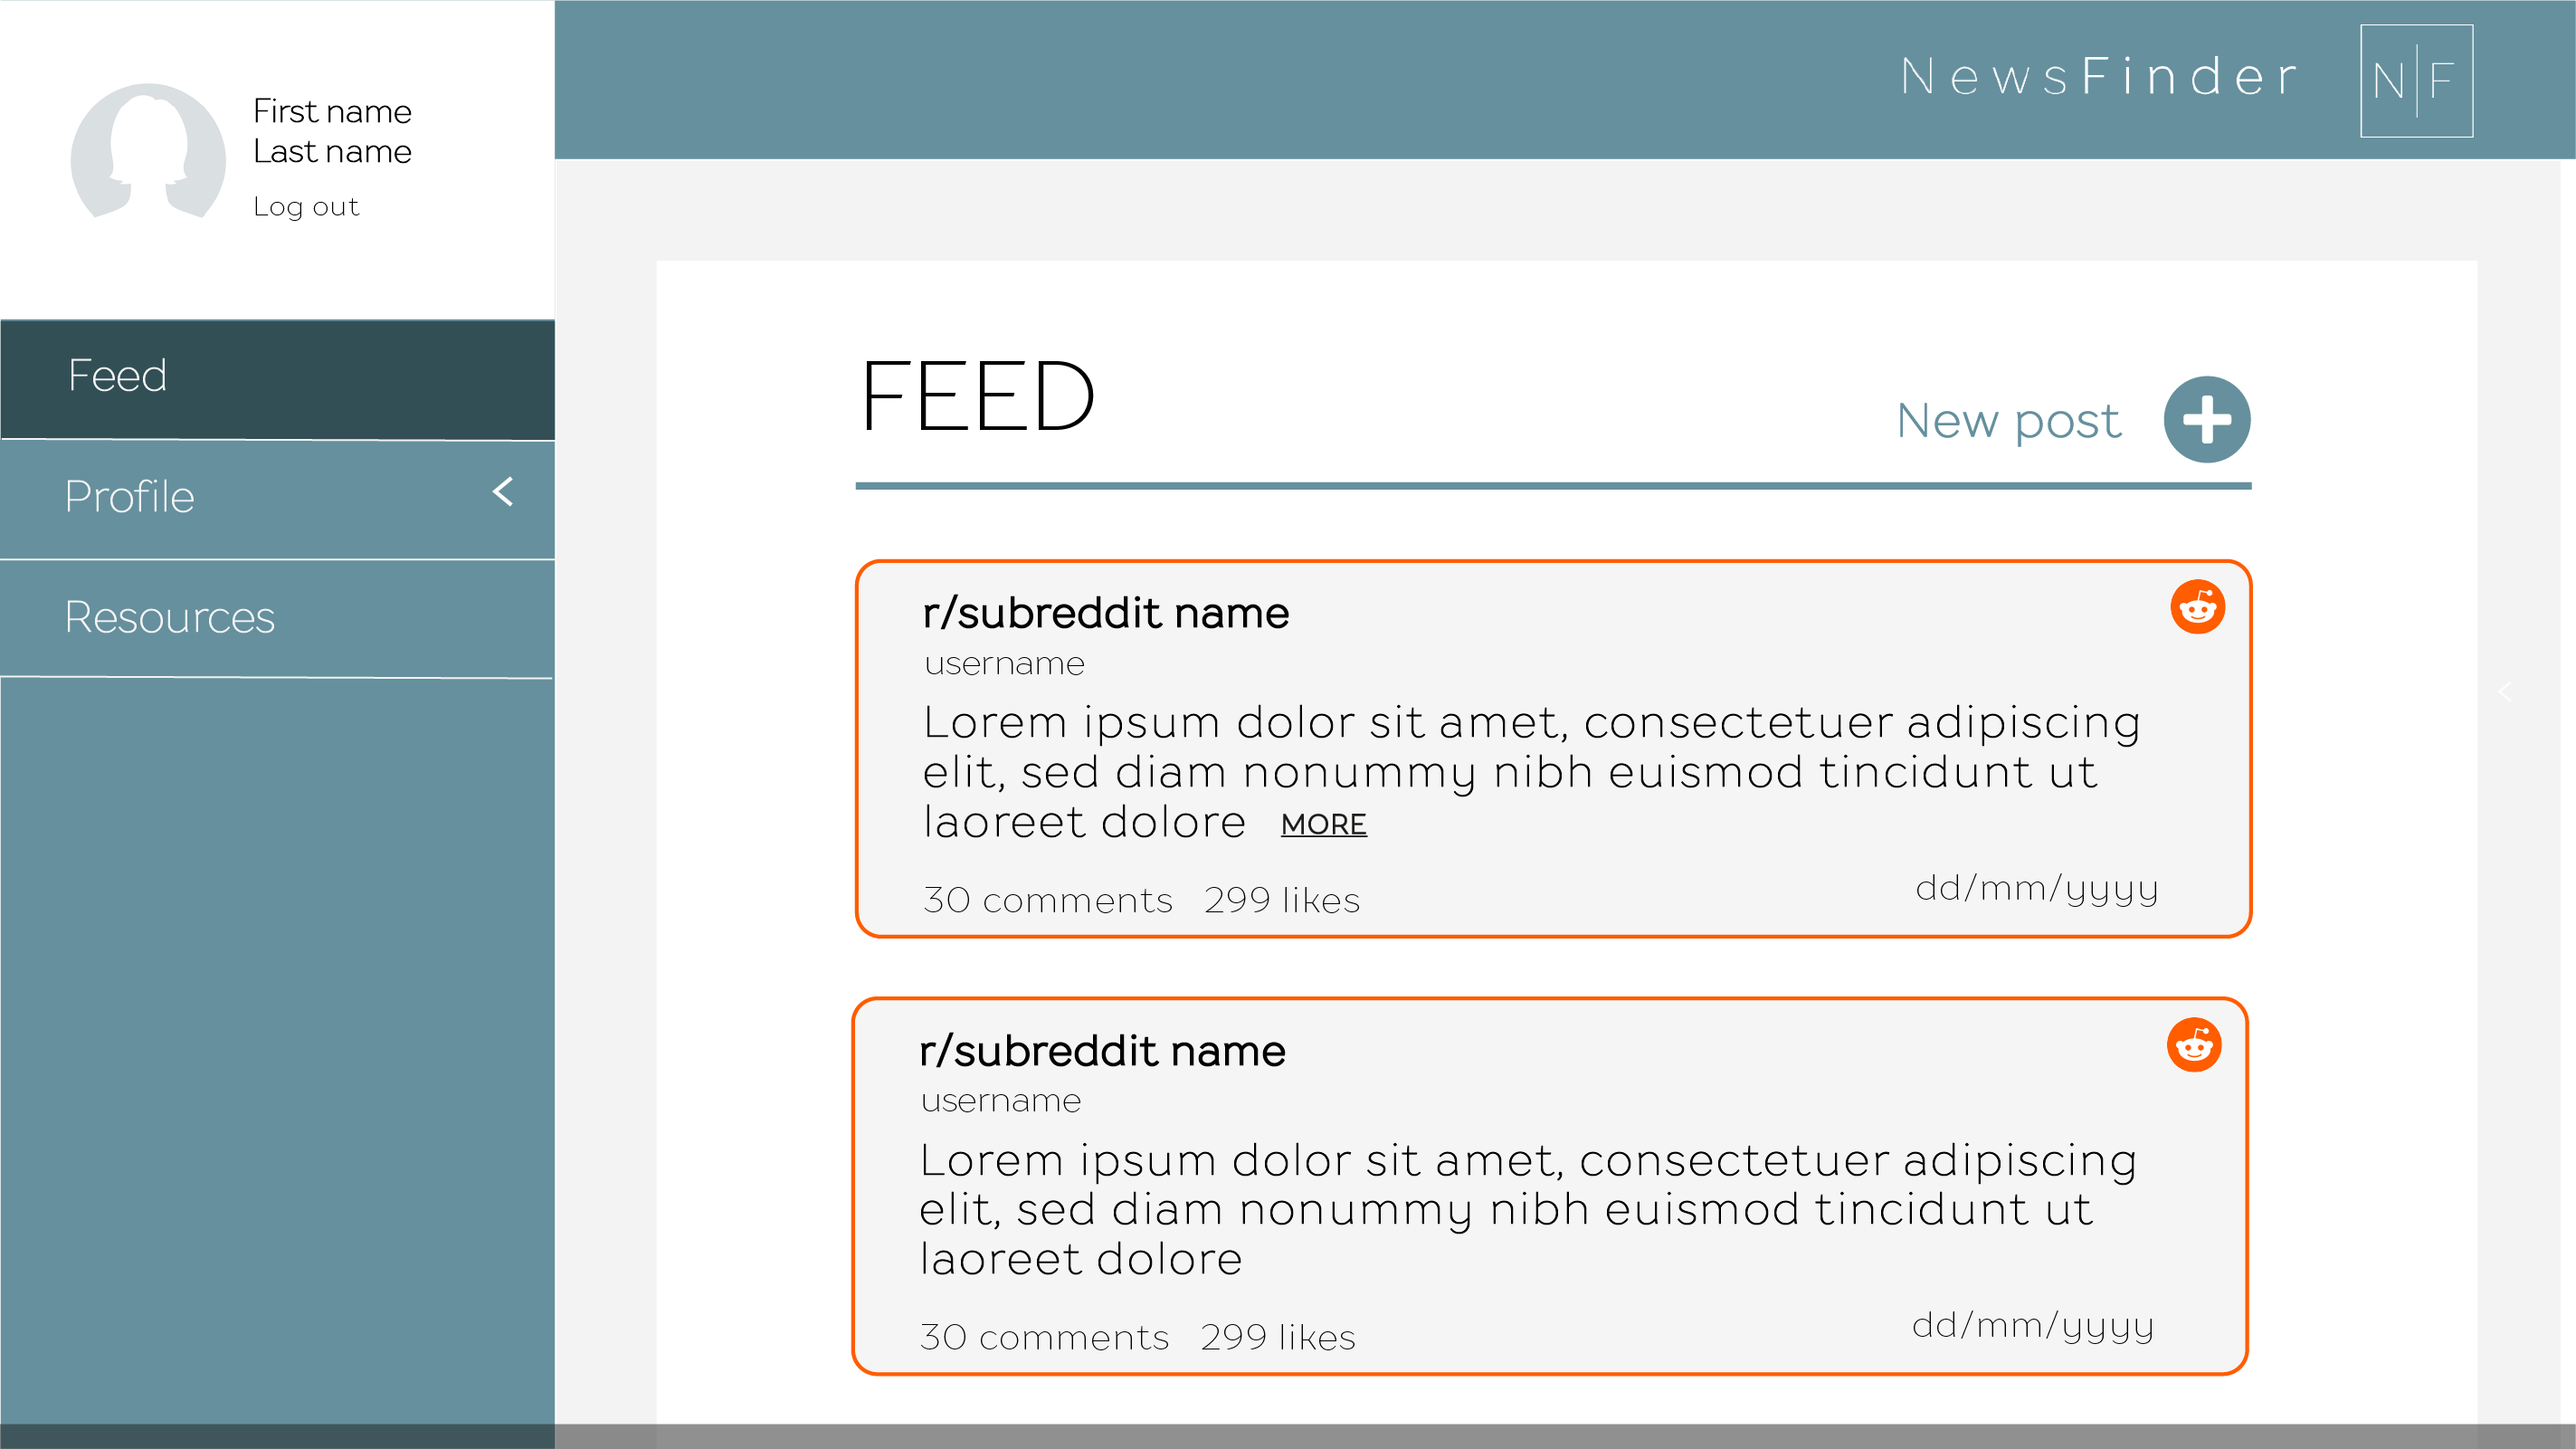 First name
Last name
Log out
NewsFinder
N|F
Feed
Profile
Resources
FEED
New post
r/subreddit name
username
Lorem ipsum dolor sit amet, consectetuer adipiscing
elit, sed diam nonummy nibh euismod tincidunt ut
laoreet dolore MORE
30 comments 299 likes
dd/mm/yyyy
r/subreddit name
username
Lorem ipsum dolor sit amet, consectetuer adipiscing
elit, sed diam nonummy nibh euismod tincidunt ut
laoreet dolore
30 comments 299 likes
dd/mm/yyyy